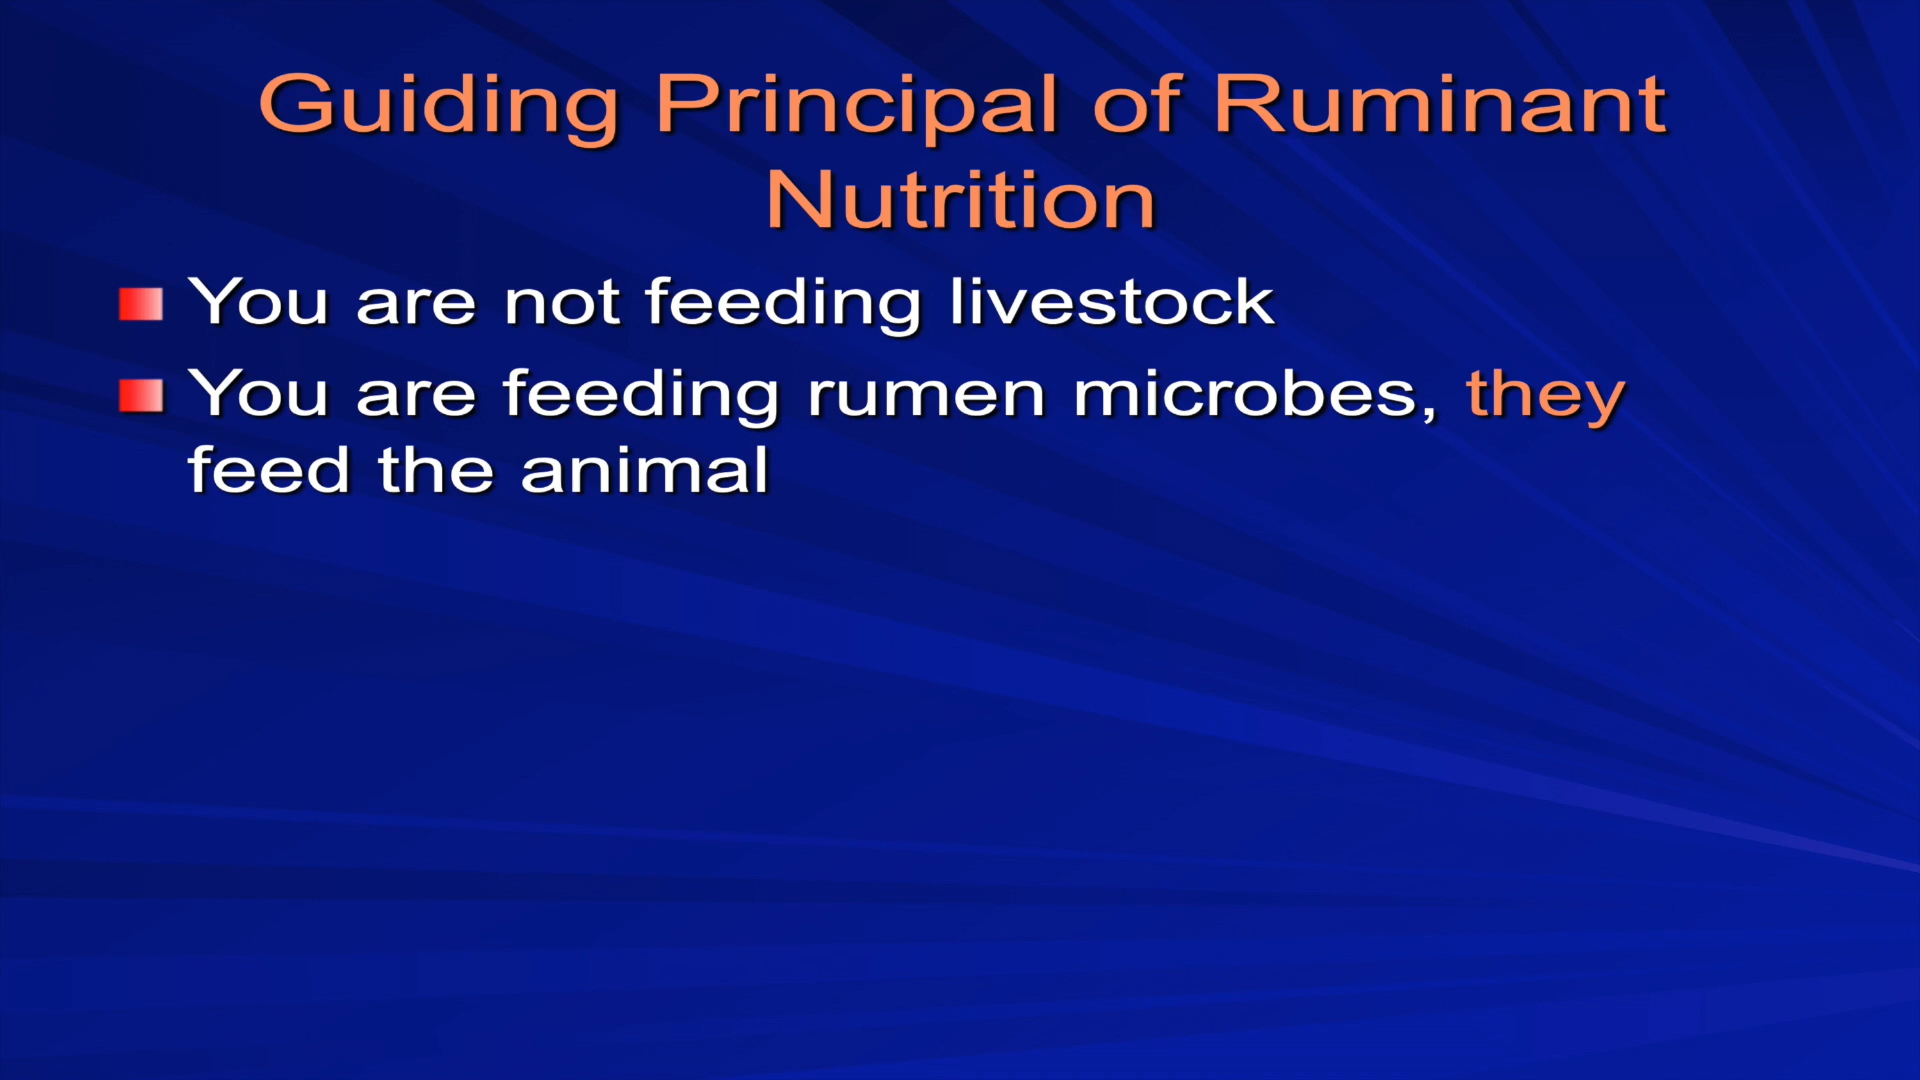 Guiding Principal of Ruminant
Nutrition
You are not feeding livestock
You are feeding rumen microbes, they
feed the animal